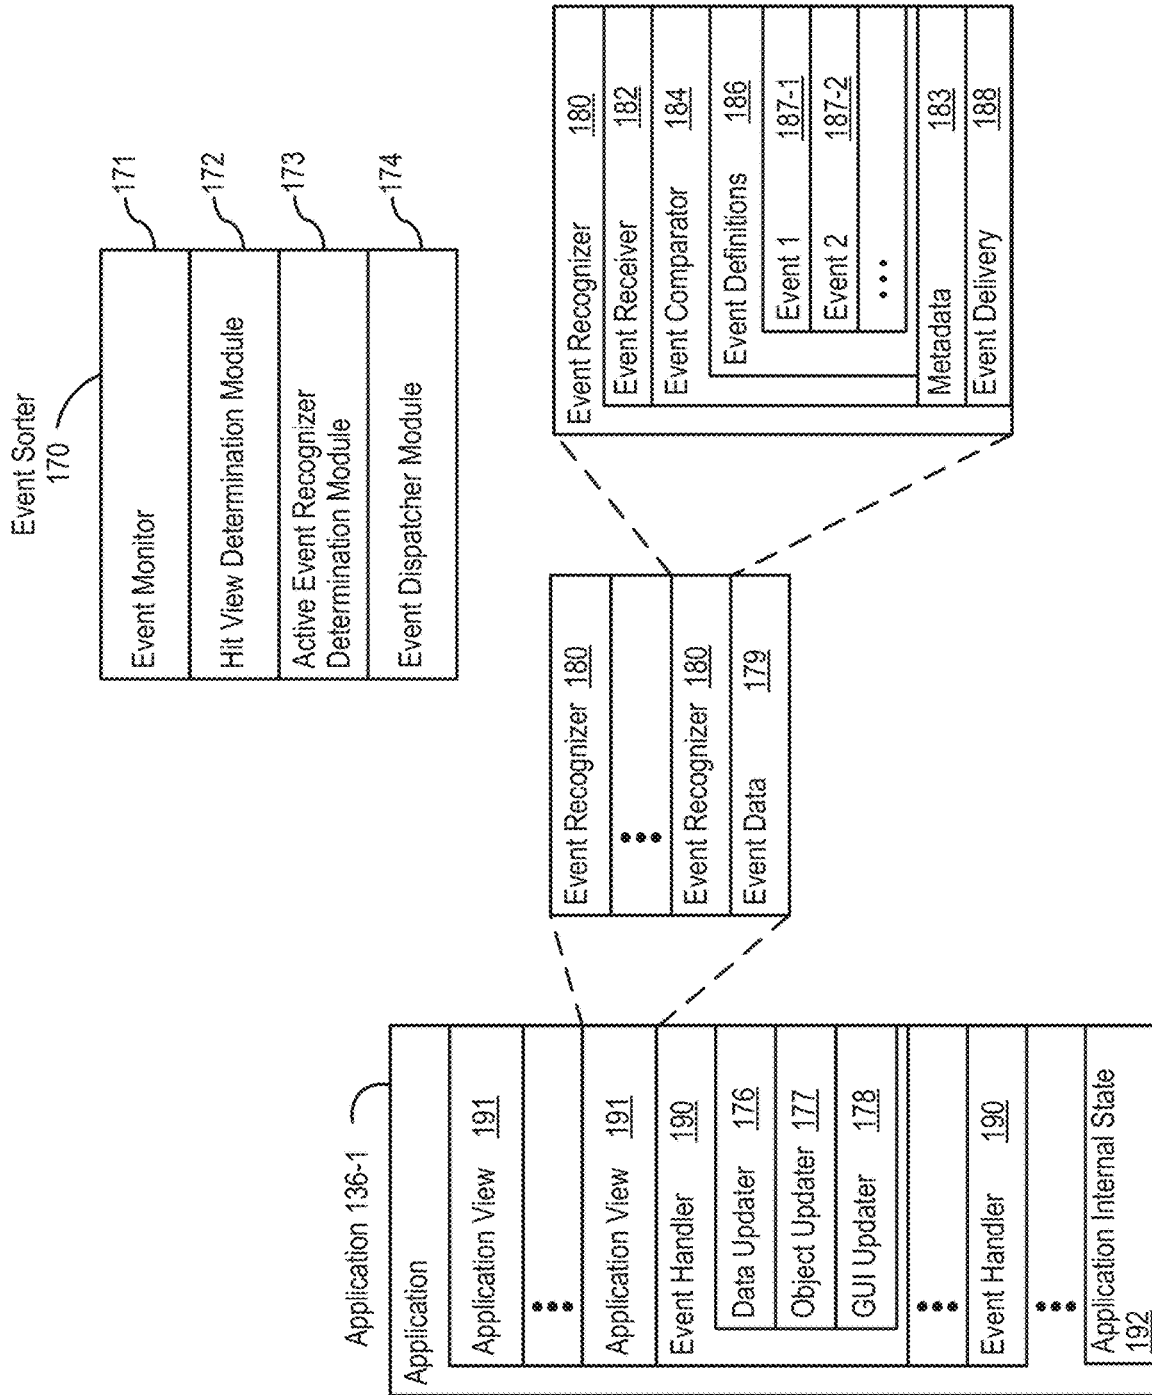 Event Sorter
170
Event Monitor
171
Hit View Determination Module
172
Active Event Recognizer
Determination Module
173
Event Dispatcher Module
174
Application 136-1
Application
Application View 191
•••
Application View 191
Event Handler 190
Data Updater 176
Object Updater 177
GUI Updater 178
•••
Event Handler 190
•••
Application Internal State
192
Event Recognizer 180
•••
Event Recognizer 180
Event Data 179
Event Recognizer 180
Event Receiver 182
Event Comparator 184
Event Definitions 186
Event 1 187-1
Event 2 187-2
•••
Metadata 183
Event Delivery 188